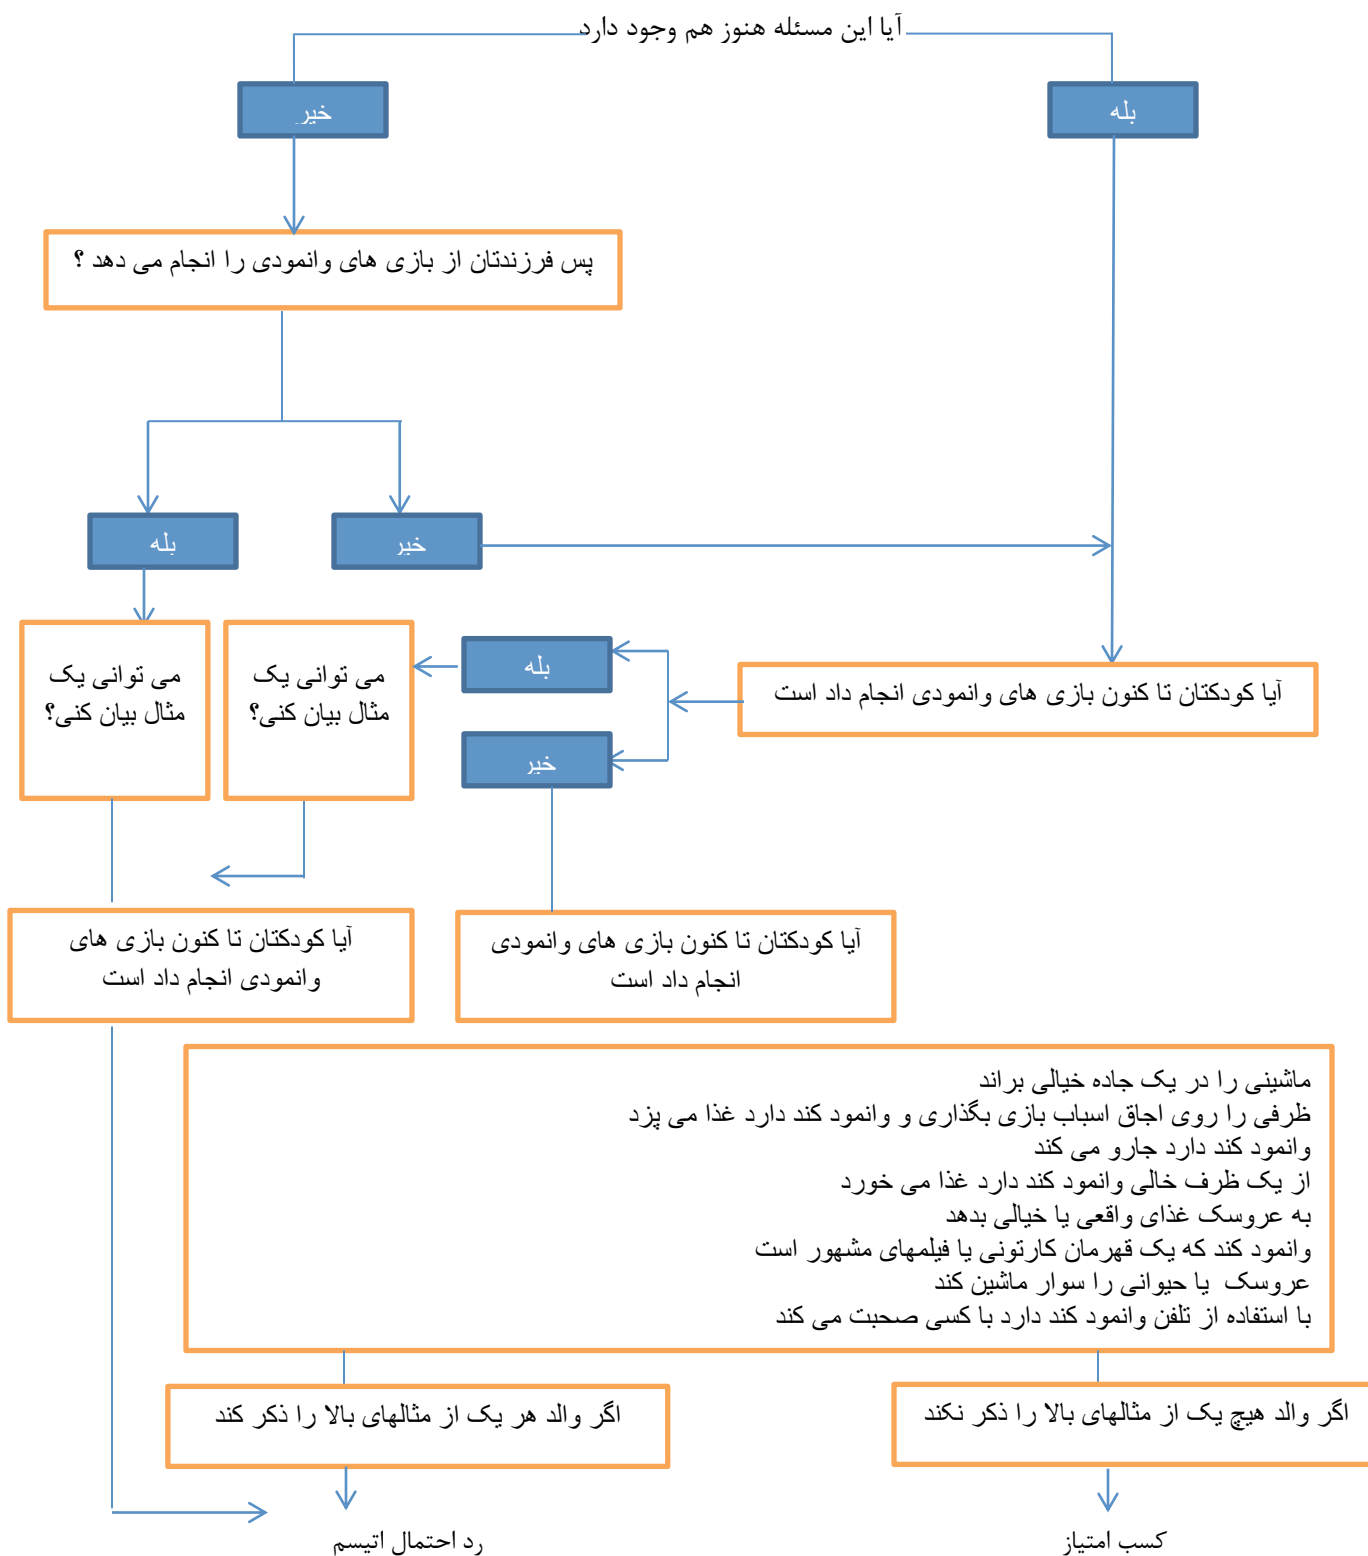 آیا این مسئله هنوز هم وجود دارد
بله
خیر
پس فرزندتان از بازی های وانمودی را انجام می دهد ؟
بله
خیر
می توانی یک
مثال بیان کنی؟
می توانی یک
مثال بیان کنی؟
بله
خیر
آیا کودکتان تا کنون بازی های وانمودی انجام داد است
آیا کودکتان تا کنون بازی های
وانمودی انجام داد است
آیا کودکتان تا کنون بازی های وانمودی
انجام داد است
ماشینی را در یک جاده خیالی براند
ظرفی را روی اجاق اسباب بازی بگذاری و وانمود کند دارد غذا می پزد
وانمود کند دارد جارو می کند
از یک ظرف خالی وانمود کند دارد غذا می خورد
به عروسک غذای واقعی یا خیالی بدهد
وانمود کند که یک قهرمان کارتونی یا فیلمهای مشهور است
عروسک یا حیوانی را سوار ماشین کند
با استفاده از تلفن وانمود کند دارد با کسی صحبت می کند
اگر والد هیچ یک از مثالهای بالا را ذکر نکند
اگر والد هر یک از مثالهای بالا را ذکر کند
کسب امتیاز
رد احتمال اتیسم